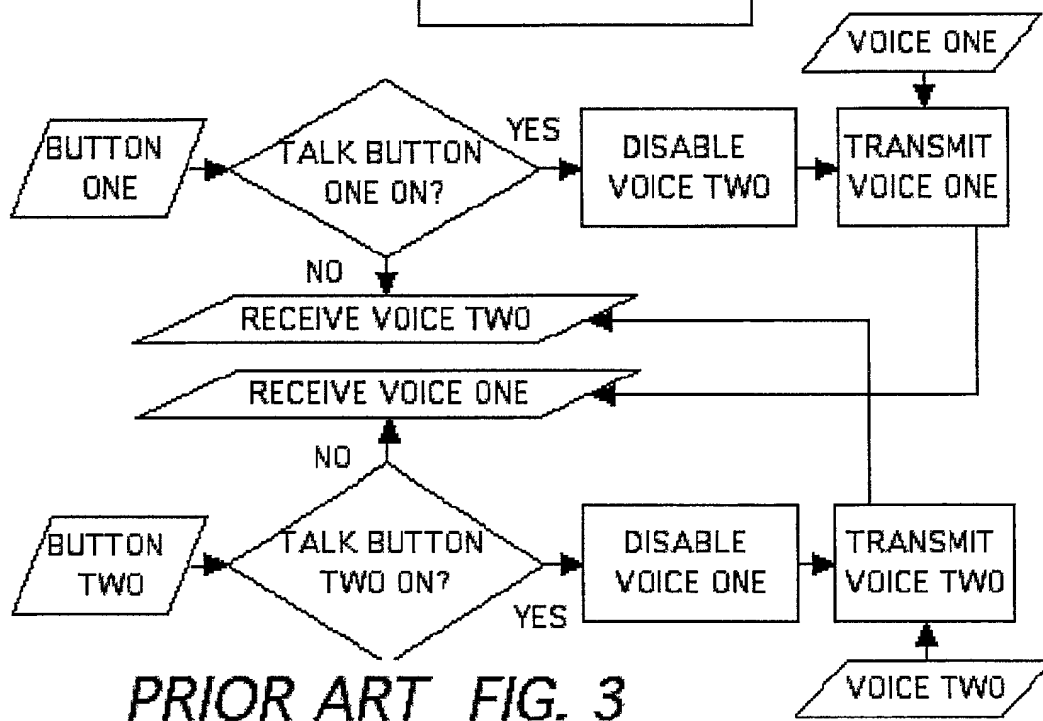 VOICE ONE
BUTTON
ONE
TALK BUTTON
ONE ON?
YES
DISABLE
VOICE TWO
TRANSMIT
VOICE ONE
NO
RECEIVE VOICE TWO
RECEIVE VOICE ONE
NO
BUTTON
TWO
TALK BUTTON
TWO ON?
YES
DISABLE
VOICE ONE
TRANSMIT
VOICE TWO
VOICE TWO
PRIOR ART FIG. 3